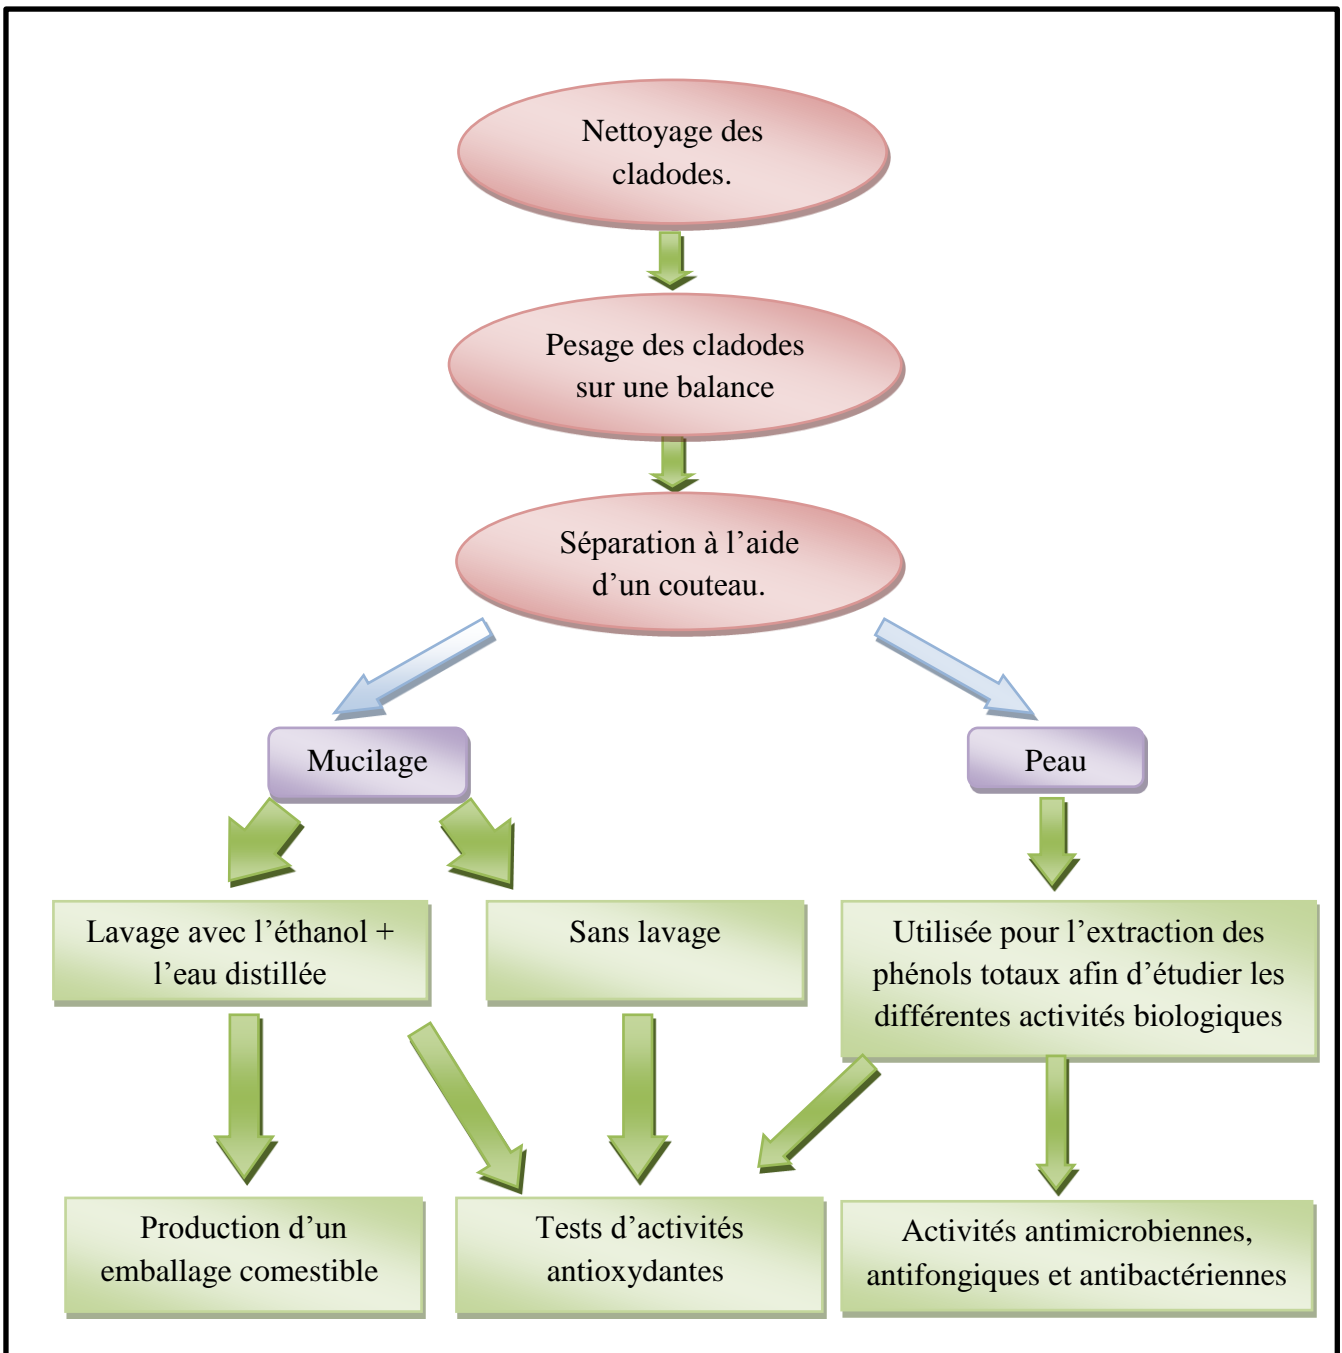 Nettoyage des
cladodes.
Pesage des cladodes
sur une balance
Séparation à l’aide
d’un couteau.
Mucilage
Peau
Lavage avec l’éthanol +
l’eau distillée
Sans lavage
Utilisée pour l’extraction des
phénols totaux afin d’étudier les
différentes activités biologiques
Production d’un
emballage comestible
Tests d’activités
antioxydantes
Activités antimicrobiennes,
antifongiques et antibactériennes